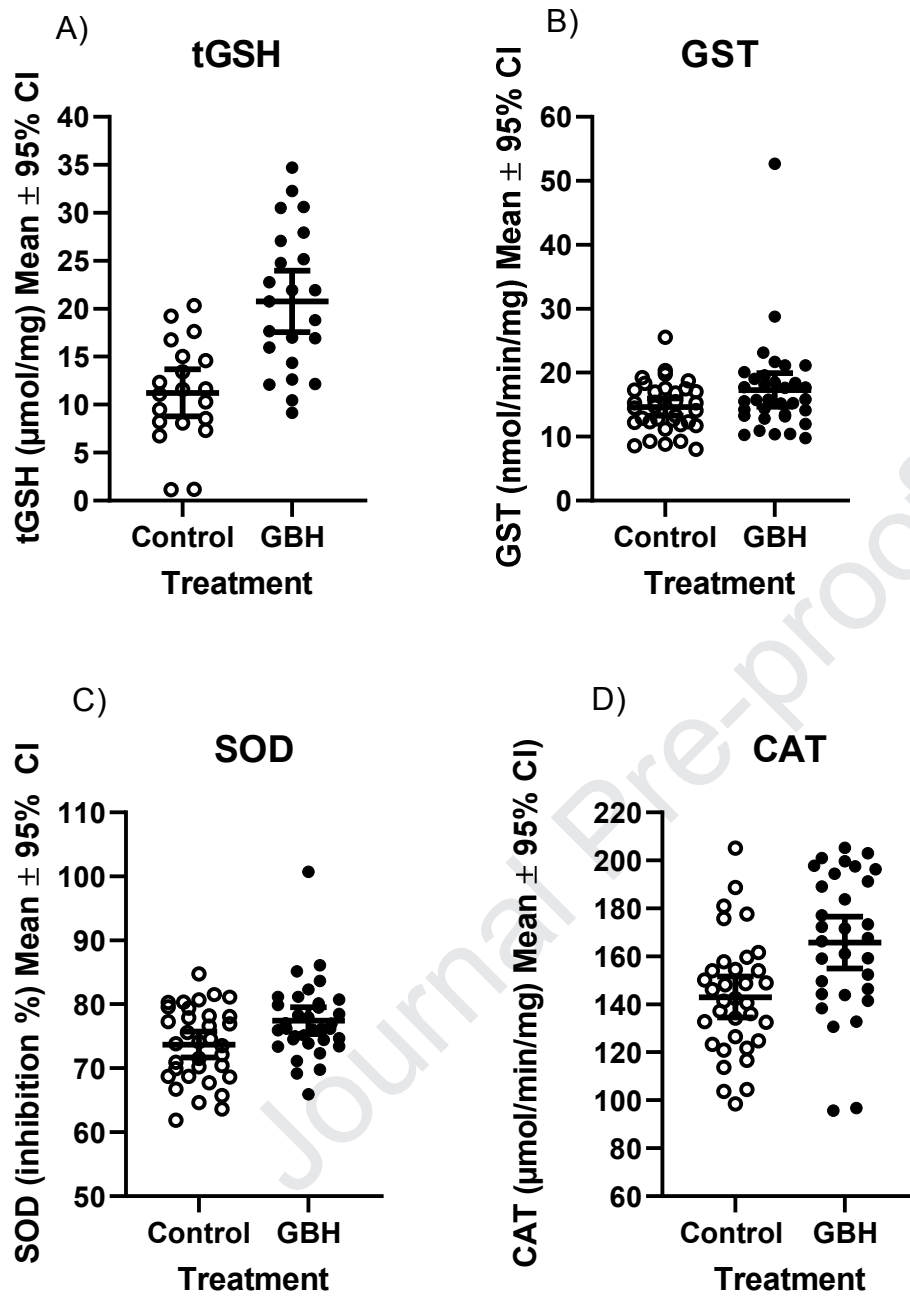 A)
tGSH
tGSH (µmol/mg) Mean ± 95% CI
40
35
30
25
20
15
10
5
0
Control GBH
Treatment
B)
GST
GST (nmol/min/mg) Mean ± 95% CI
60
50
40
30
20
10
0
Control GBH
Treatment
C)
SOD
SOD (inhibition %) Mean ± 95% CI
110
100
90
80
70
60
50
Control GBH
Treatment
D)
CAT
CAT (µmol/min/mg) Mean ± 95% CI)
220
200
180
160
140
120
100
80
60
Control GBH
Treatment
Journal Pre-proof